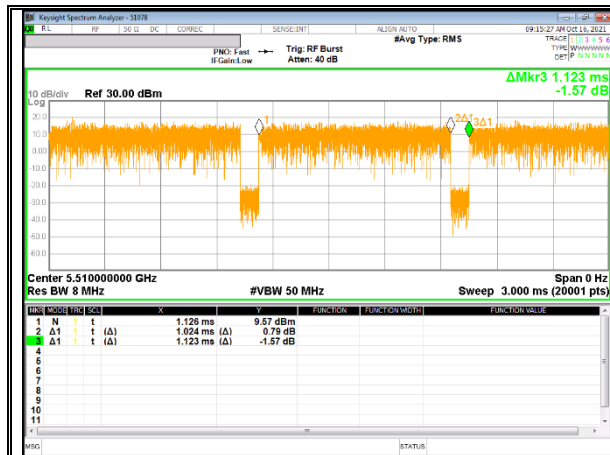 Keysight Spectrum Analyzer - 51078
RL RF 50 Ω DC CORREC SENSE:INT ALIGN AUTO 09:15:27 AM Oct 16, 2021
#Avg Type: RMS TRACE 1 2 3 4 5 6
PNO: Fast Trig: RF Burst TYPE WWWWWW
IFGain:Low Atten: 40 dB DET P N N N N N
ΔMkr3 1.123 ms
10 dB/div Ref 30.00 dBm -1.57 dB
Log
20.0
10.0
0.00
-10.0
-20.0
-30.0
-40.0
-50.0
-60.0
1 2Δ1 3Δ1
Center 5.510000000 GHz Span 0 Hz
Res BW 8 MHz #VBW 50 MHz Sweep 3.000 ms (20001 pts)
MKR MODE TRC SCL X Y FUNCTION FUNCTION WIDTH FUNCTION VALUE
1 N 1 t 1.126 ms 9.57 dBm
2 Δ1 1 t (Δ) 1.024 ms (Δ) 0.79 dB
3 Δ1 1 t (Δ) 1.123 ms (Δ) -1.57 dB
4
5
6
7
8
9
10
11
MSG STATUS